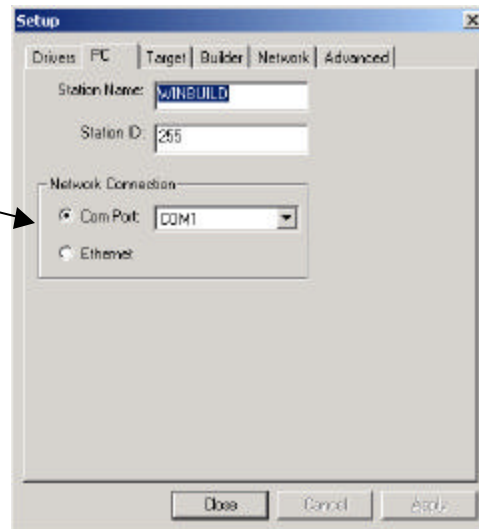 Setup
Drivers PC Target Builder Network Advanced
Station Name: WINBUILD
Station ID: 255
Network Connection
Com Port: COM1
Ethernet
Close Cancel Apply